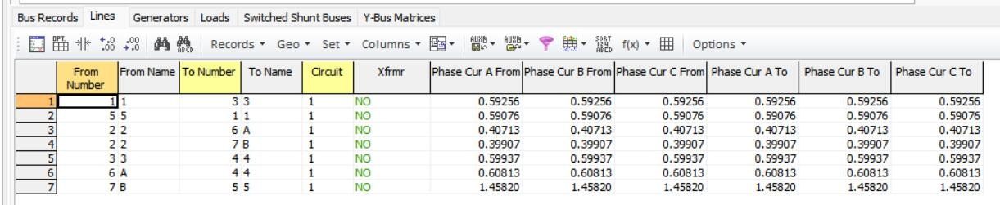 Bus Records Lines Generators Loads Switched Shunt Buses Y-Bus Matrices
Records Geo Set Columns AUXB AUXB SORT 124 ABED f(x) Options
From Number From Name To Number To Name Circuit Xfrmr Phase Cur A From Phase Cur B From Phase Cur C From Phase Cur A To Phase Cur B To Phase Cur C To
1 1 1 3 3 1 NO 0.59256 0.59256 0.59256 0.59256 0.59256 0.59256
2 5 5 1 1 1 NO 0.59076 0.59076 0.59076 0.59076 0.59076 0.59076
3 2 2 6 A 1 NO 0.40713 0.40713 0.40713 0.40713 0.40713 0.40713
4 2 2 7 B 1 NO 0.39907 0.39907 0.39907 0.39907 0.39907 0.39907
5 3 3 4 4 1 NO 0.59937 0.59937 0.59937 0.59937 0.59937 0.59937
6 6 A 4 4 1 NO 0.60813 0.60813 0.60813 0.60813 0.60813 0.60813
7 7 B 5 5 1 NO 1.45820 1.45820 1.45820 1.45820 1.45820 1.45820